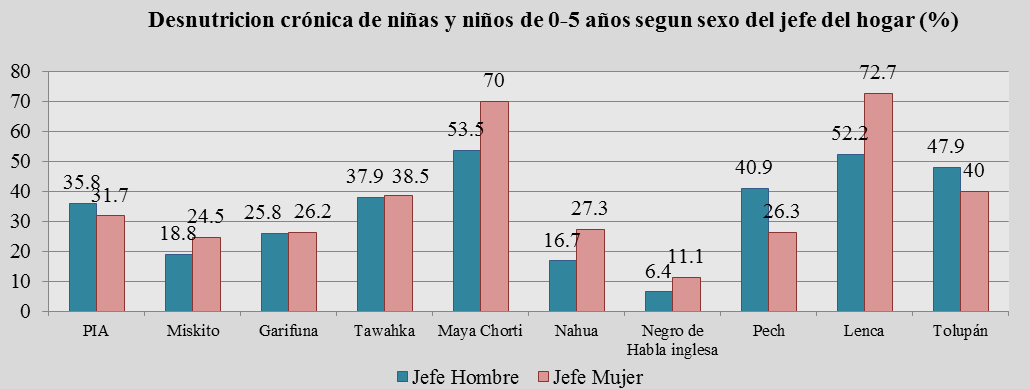 Desnutricion crónica de niñas y niños de 0-5 años segun sexo del jefe del hogar (%)
80
70
60
50
40
30
20
10
0
35.8
31.7
18.8
24.5
25.8
26.2
37.9
38.5
53.5
70
16.7
27.3
6.4
11.1
40.9
26.3
52.2
72.7
47.9
40
PIA
Miskito
Garifuna
Tawahka
Maya Chorti
Nahua
Negro de
Habla inglesa
Pech
Lenca
Tolupán
Jefe Hombre
Jefe Mujer